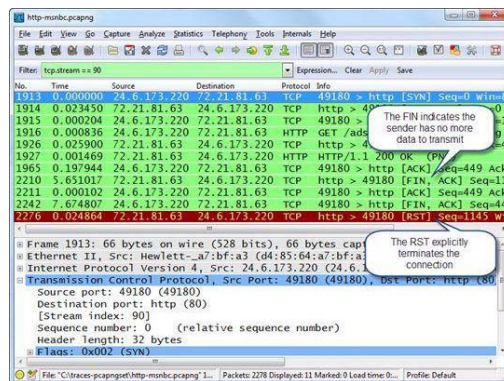 http-msnbc.pcapng
File Edit View Go Capture Analyze Statistics Telephony Tools Internals Help
Filter: tcp.stream == 90 Expression... Clear Apply Save
No. Time Source Destination Protocol Info
1913 0.000000 24.6.173.220 72.21.81.63 TCP 49180 > http [SYN] Seq=0 Win=
1914 0.023450 72.21.81.63 24.6.173.220 TCP http > 49180
1915 0.000204 24.6.173.220 72.21.81.63 TCP 49180 >
1916 0.000836 24.6.173.220 72.21.81.63 HTTP GET /ads
1926 0.025900 72.21.81.63 24.6.173.220 TCP http >
1927 0.001469 72.21.81.63 24.6.173.220 HTTP HTTP/1.1 200 OK (PN
1965 0.197944 24.6.173.220 72.21.81.63 TCP 49180 > http [ACK] Seq=449 Ack
2210 5.651017 72.21.81.63 24.6.173.220 TCP http > 49180 [FIN, ACK] Seq=11
2211 0.000102 24.6.173.220 72.21.81.63 TCP 49180 > http [ACK] Seq=449 Ack
2242 7.674807 24.6.173.220 72.21.81.63 TCP 49180 > http [FIN, ACK]
2276 0.024864 72.21.81.63 24.6.173.220 TCP http > 49180 [RST] Seq=1145
The FIN indicates the
sender has no more
data to transmit
The RST explicitly
terminates the
connection
Frame 1913: 66 bytes on wire (528 bits), 66 bytes capt
Ethernet II, Src: Hewlett-_a7:bf:a3 (d4:85:64:a7:bf:a
Internet Protocol Version 4, Src: 24.6.173.220 (24.6.1
Transmission Control Protocol, Src Port: 49180 (49180), Dst Port: http (80)
Source port: 49180 (49180)
Destination port: http (80)
[Stream index: 90]
Sequence number: 0 (relative sequence number)
Header length: 32 bytes
Flags: 0x002 (SYN)
File: "C:\traces-pcapngset\http-msnbc.pcapng" 1... Packets: 2278 Displayed: 11 Marked: 0 Load time: 0:... Profile: Default